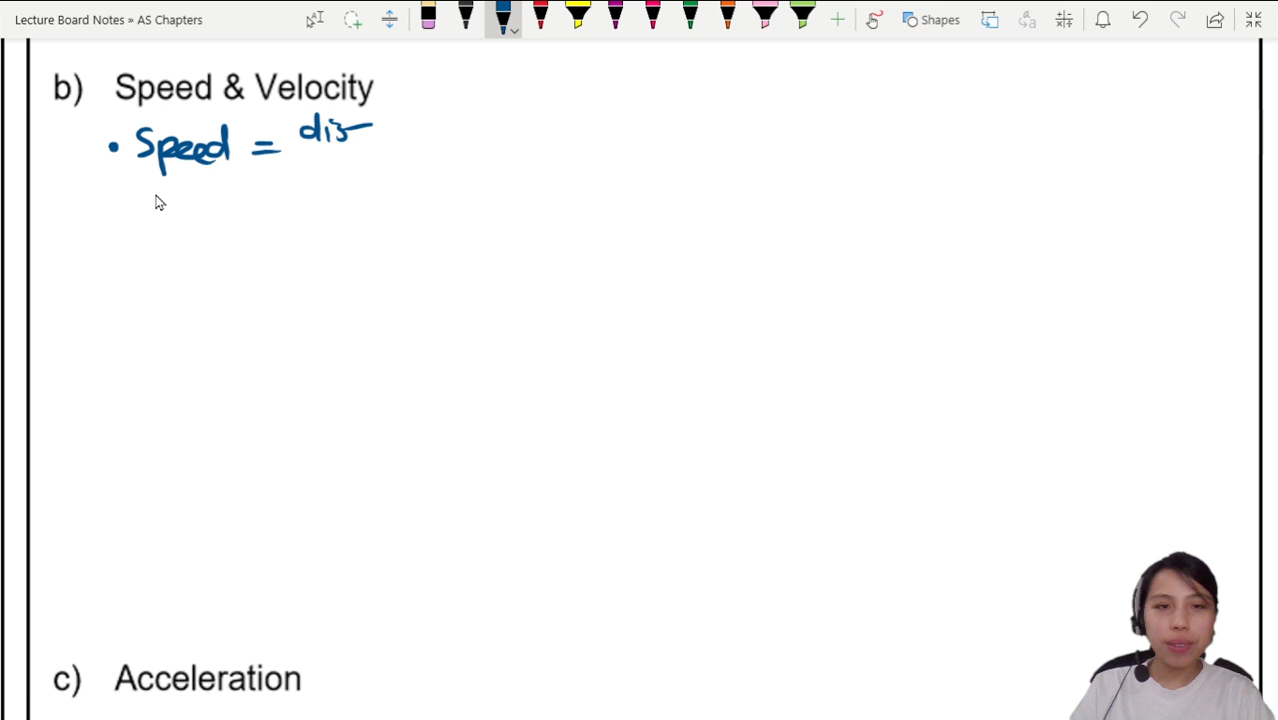 Lecture Board Notes » AS Chapters
Shapes
b) Speed & Velocity
• Speed = dis
c) Acceleration